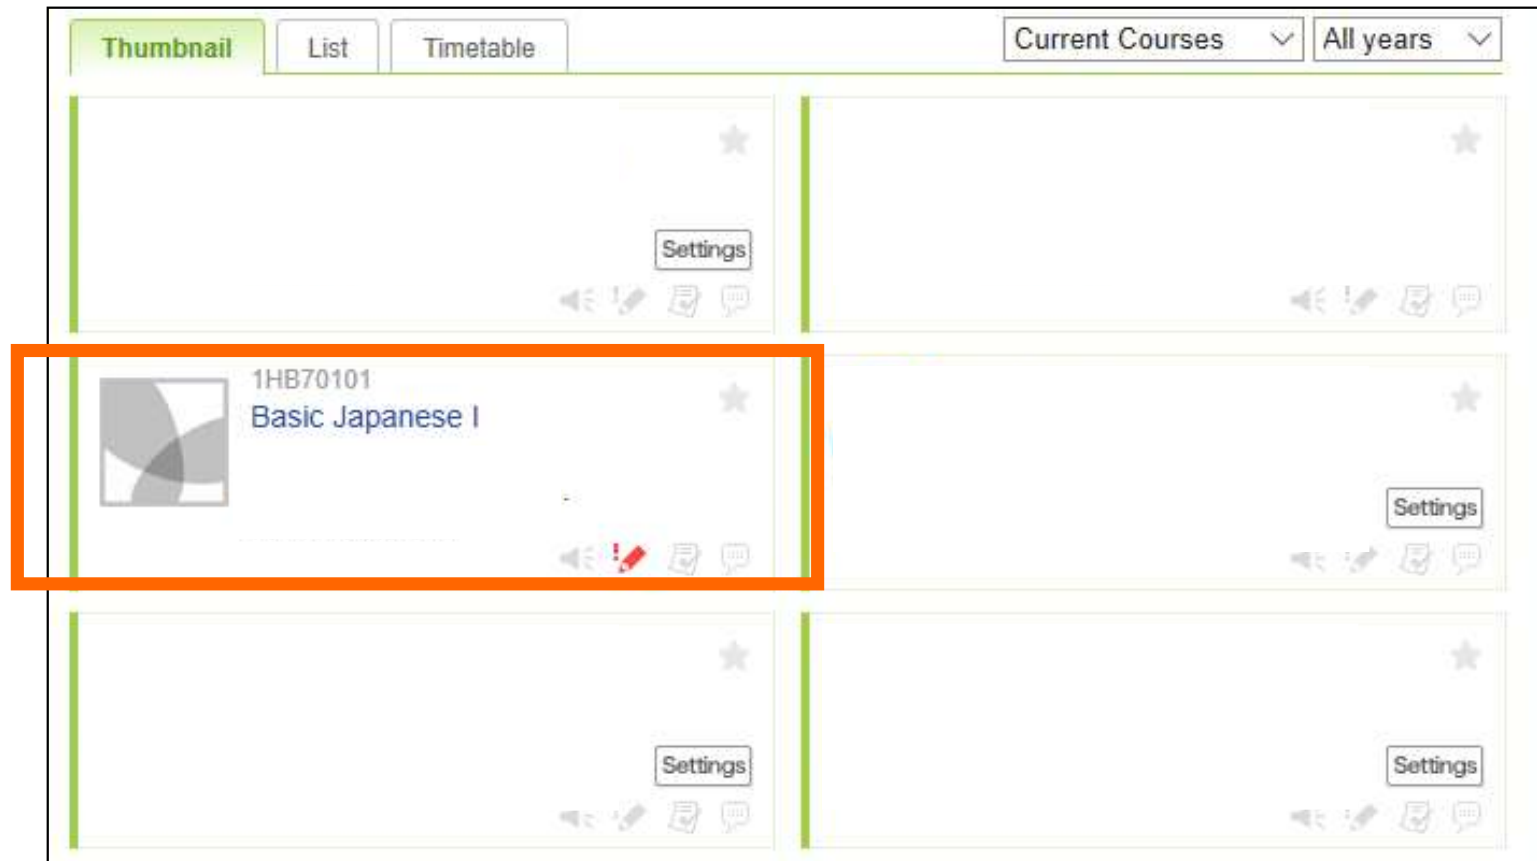 Thumbnail
List
Timetable
Current Courses
All years
Settings
1HB70101
Basic Japanese I
Settings
Settings
Settings